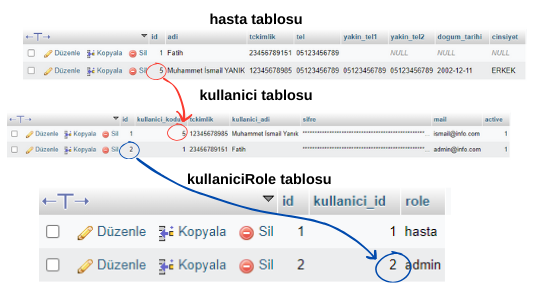 hasta tablosu
id adi tckimlik tel yakin_tel1 yakin_tel2 dogum_tarihi cinsiyet
Düzenle Kopyala Sil 1 Fatih 23456789151 05123456789 NULL NULL NULL
Düzenle Kopyala Sil 5 Muhammet İsmail YANIK 12345678985 05123456789 05123456789 05123456789 2002-12-11 ERKEK
kullanici tablosu
id kullanici_kodu tckimlik kullanici_adi sifre mail active
Düzenle Kopyala Sil 1 5 12345678985 Muhammet İsmail Yanık ismail@info.com 1
Düzenle Kopyala Sil 2 1 23456789151 Fatih admin@info.com 1
kullaniciRole tablosu
id kullanici_id role
Düzenle Kopyala Sil 1 1 hasta
Düzenle Kopyala Sil 2 2 admin